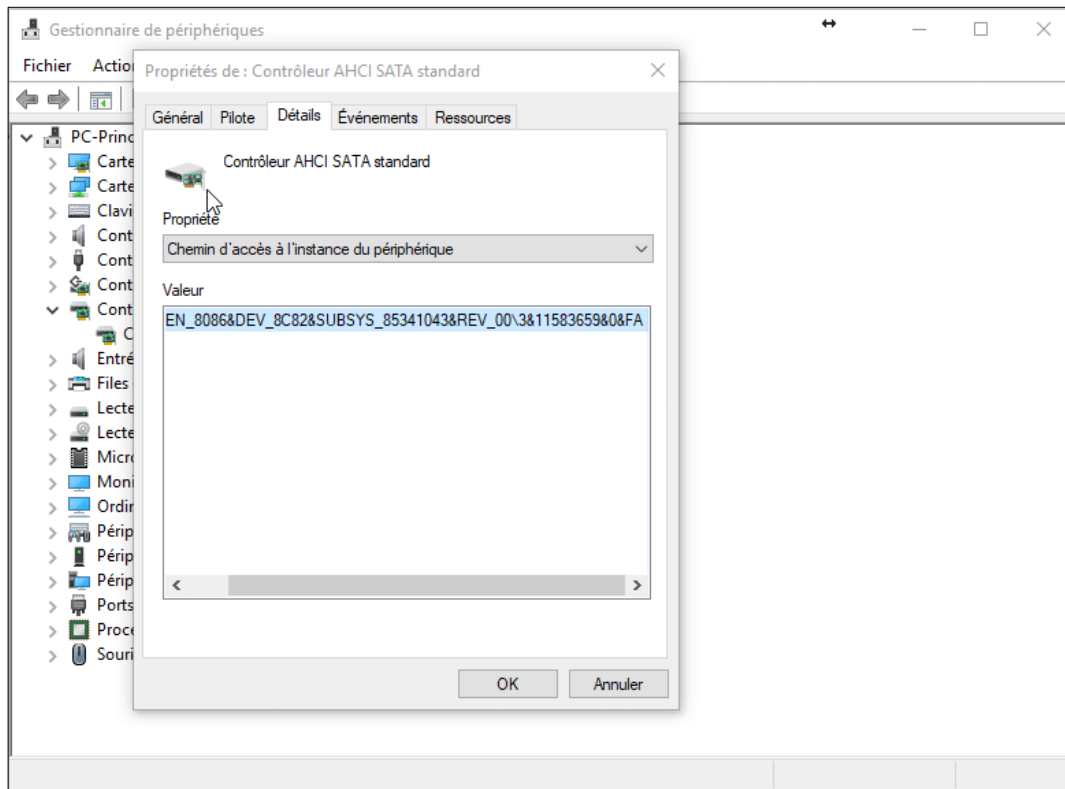 Gestionnaire de périphériques
Fichier Action
Propriétés de : Contrôleur AHCI SATA standard
Général Pilote Détails Événements Ressources
Contrôleur AHCI SATA standard
Propriété
Chemin d'accès à l'instance du périphérique
Valeur
EN_8086&DEV_8C82&SUBSYS_85341043&REV_00\3&11583659&0&FA
PC-Princ
Carte
Carte
Clavi
Cont
Cont
Cont
Cont
C
Entré
Files
Lecte
Lecte
Micro
Moni
Ordin
Périp
Périp
Périp
Ports
Proce
Souri
OK Annuler